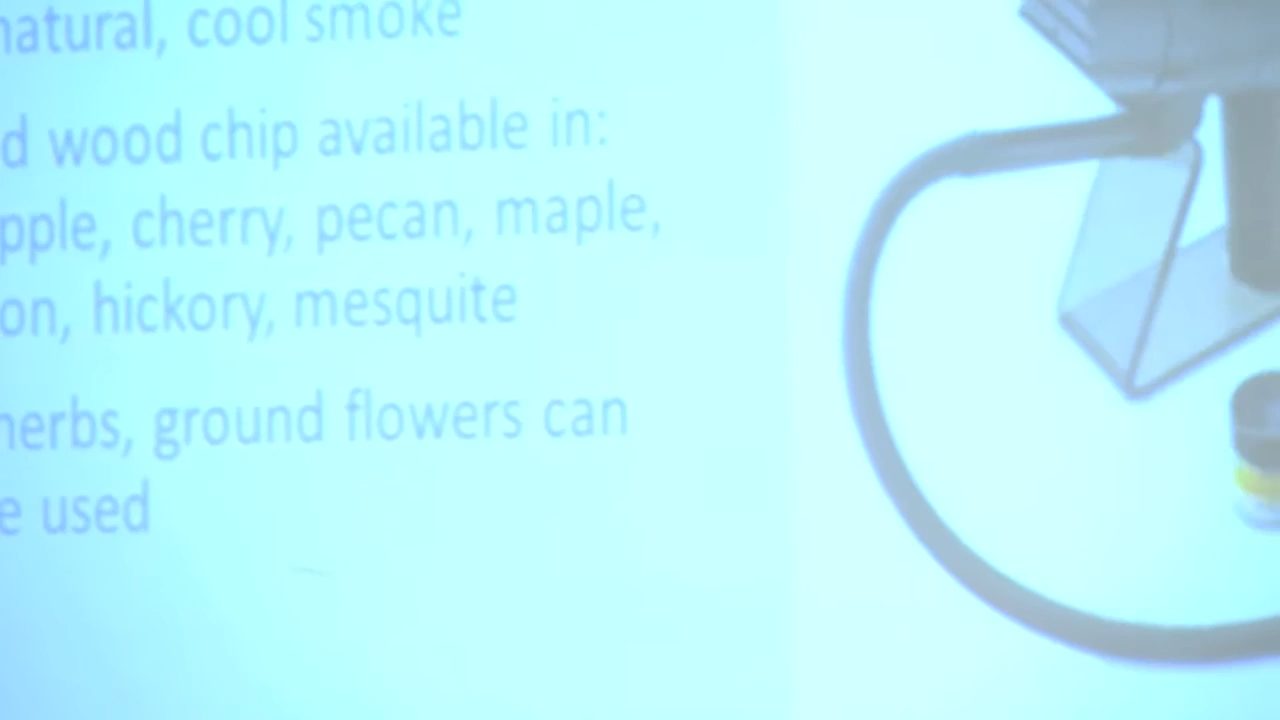 natural, cool smoke
d wood chip available in:
pple, cherry, pecan, maple,
on, hickory, mesquite
herbs, ground flowers can
e used